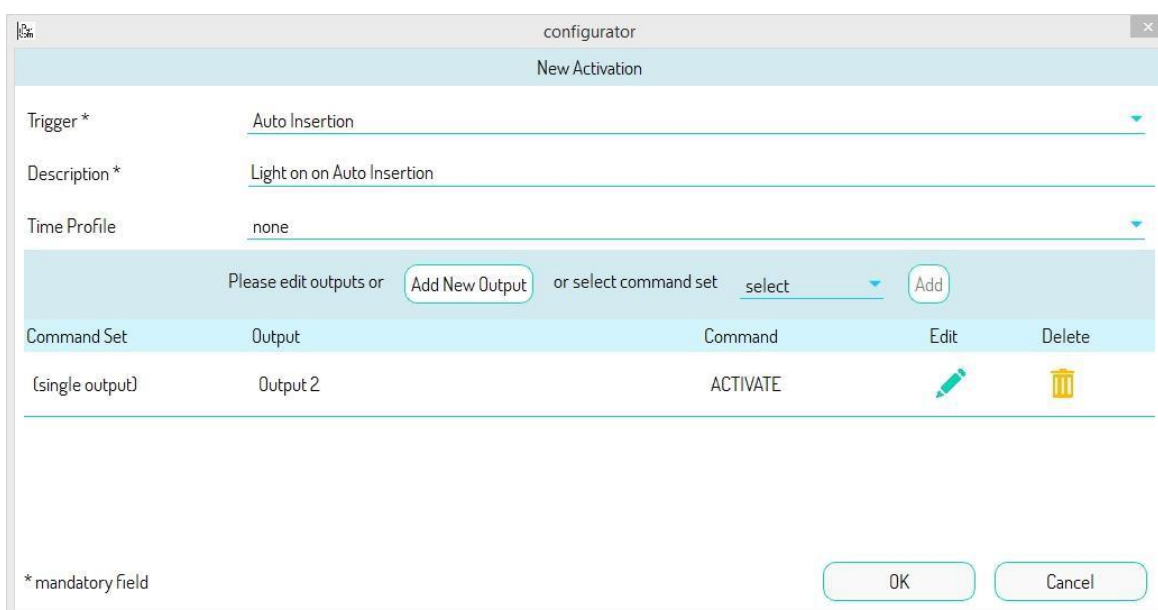 configurator
New Activation
Trigger * Auto Insertion
Description * Light on on Auto Insertion
Time Profile none
Please edit outputs or Add New Output or select command set select Add
Command Set Output Command Edit Delete
(single output) Output 2 ACTIVATE
* mandatory field OK Cancel